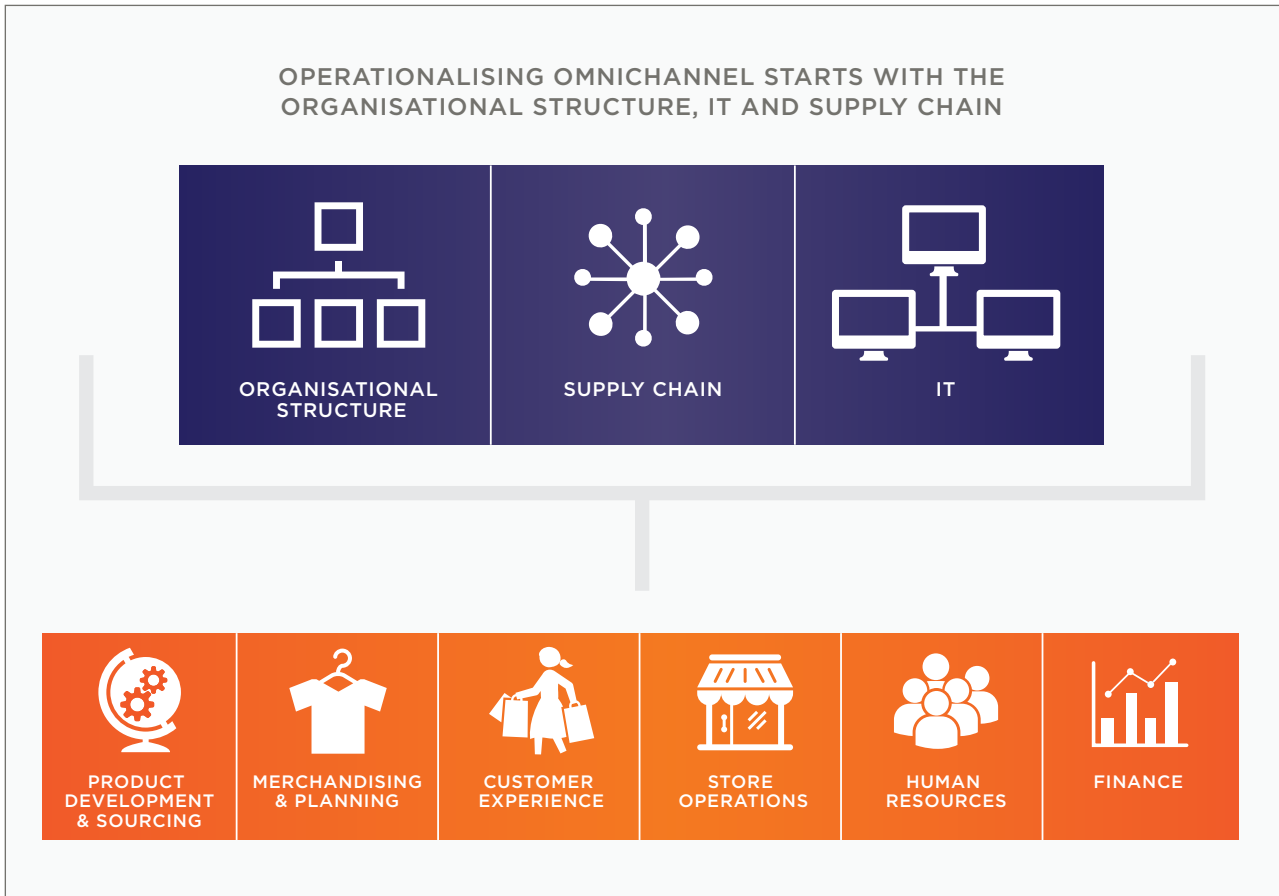 OPERATIONALISING OMNICHANNEL STARTS WITH THE
ORGANISATIONAL STRUCTURE, IT AND SUPPLY CHAIN
ORGANISATIONAL
STRUCTURE
SUPPLY CHAIN
IT
PRODUCT
DEVELOPMENT
& SOURCING
MERCHANDISING
& PLANNING
CUSTOMER
EXPERIENCE
STORE
OPERATIONS
HUMAN
RESOURCES
FINANCE